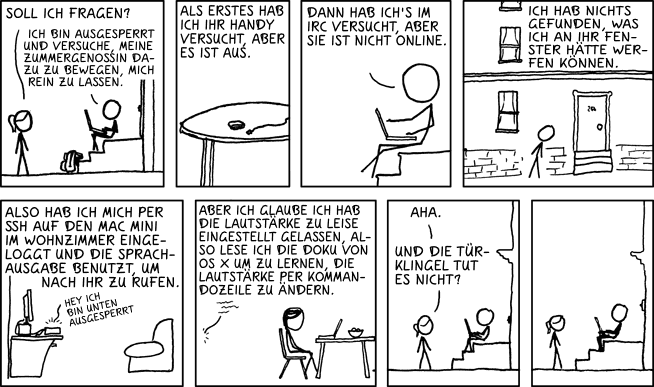 SOLL ICH FRAGEN?
ICH BIN AUSGESPERRT
UND VERSUCHE, MEINE
ZUMMERGENOSSIN DA-
ZU ZU BEWEGEN, MICH
REIN ZU LASSEN.
ALS ERSTES HAB
ICH IHR HANDY
VERSUCHT, ABER
ES IST AUS.
DANN HAB ICH'S IM
IRC VERSUCHT, ABER
SIE IST NICHT ONLINE.
ICH HAB NICHTS
GEFUNDEN, WAS
ICH AN IHR FEN-
STER HÄTTE WER-
FEN KÖNNEN.
ALSO HAB ICH MICH PER
SSH AUF DEN MAC MINI
IM WOHNZIMMER EINGE-
LOGGT UND DIE SPRACH-
AUSGABE BENUTZT, UM
NACH IHR ZU RUFEN.
HEY ICH
BIN UNTEN
AUSGESPERRT
ABER ICH GLAUBE ICH HAB
DIE LAUTSTÄRKE ZU LEISE
EINGESTELLT GELASSEN, AL-
SO LESE ICH DIE DOKU VON
OS X UM ZU LERNEN, DIE
LAUTSTÄRKE PER KOMMAN-
DOZEILE ZU ÄNDERN.
AHA.
UND DIE TÜR-
KLINGEL TUT
ES NICHT?